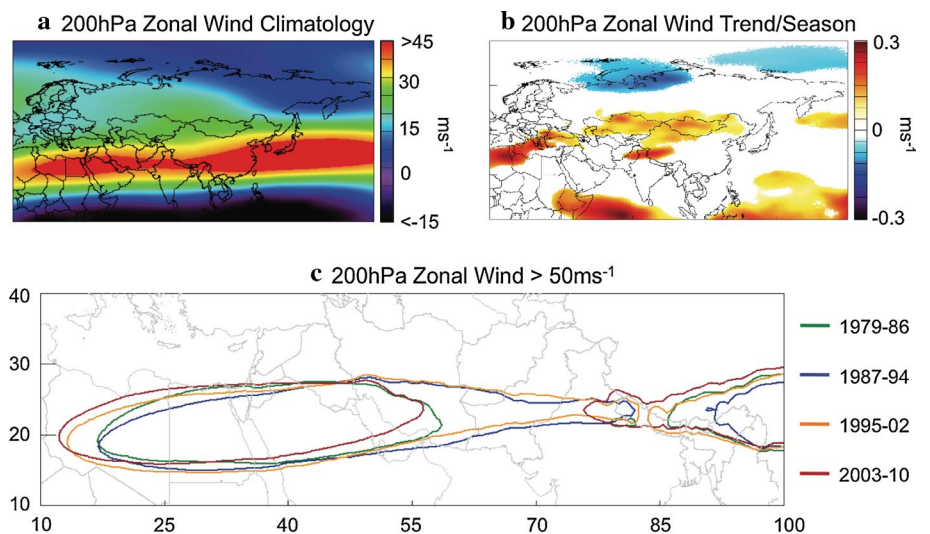 a 200hPa Zonal Wind Climatology
>45
30
15
0
<-15
ms⁻¹
b 200hPa Zonal Wind Trend/Season
0.3
0
-0.3
ms⁻¹
c 200hPa Zonal Wind > 50ms⁻¹
40
30
20
10
10 25 40 55 70 85 100
1979-86
1987-94
1995-02
2003-10